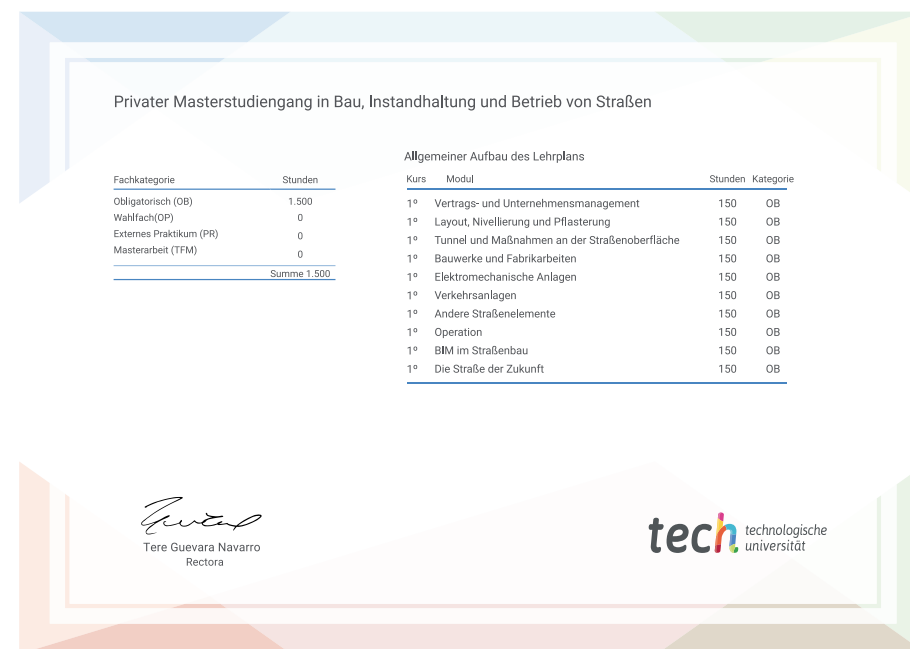 Privater Masterstudiengang in Bau, Instandhaltung und Betrieb von Straßen
Fachkategorie Stunden
Obligatorisch (OB) 1.500
Wahlfach(OP) 0
Externes Praktikum (PR) 0
Masterarbeit (TFM) 0
Summe 1.500
Allgemeiner Aufbau des Lehrplans
Kurs Modul Stunden Kategorie
1º Vertrags- und Unternehmensmanagement 150 OB
1º Layout, Nivellierung und Pflasterung 150 OB
1º Tunnel und Maßnahmen an der Straßenoberfläche 150 OB
1º Bauwerke und Fabrikarbeiten 150 OB
1º Elektromechanische Anlagen 150 OB
1º Verkehrsanlagen 150 OB
1º Andere Straßenelemente 150 OB
1º Operation 150 OB
1º BIM im Straßenbau 150 OB
1º Die Straße der Zukunft 150 OB
Tere Guevara Navarro
Rectora
tech technologische
universität